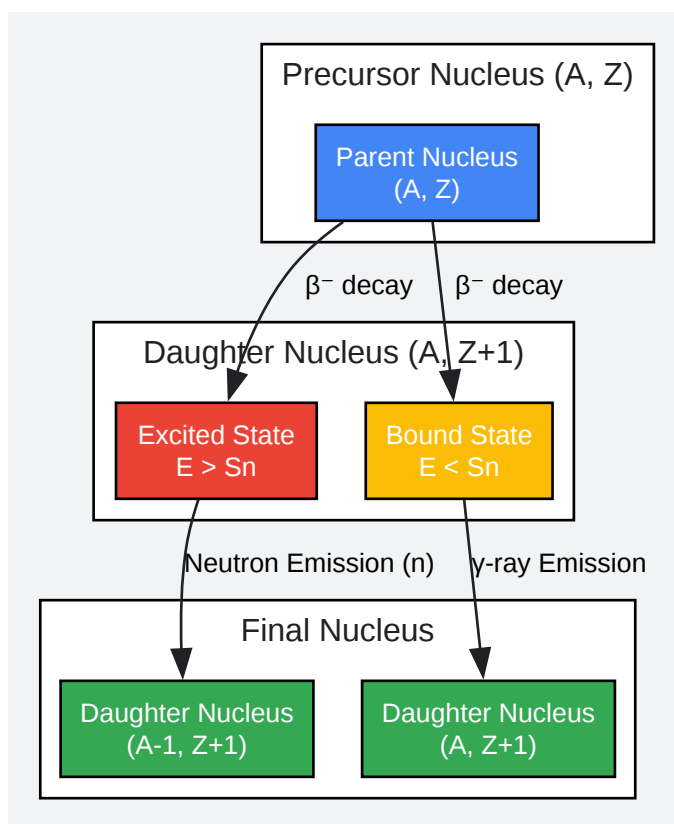 Precursor Nucleus (A, Z)
Parent Nucleus
(A, Z)
β⁻ decay
β⁻ decay
Daughter Nucleus (A, Z+1)
Excited State
E > Sn
Bound State
E < Sn
Neutron Emission (n)
γ-ray Emission
Final Nucleus
Daughter Nucleus
(A-1, Z+1)
Daughter Nucleus
(A, Z+1)